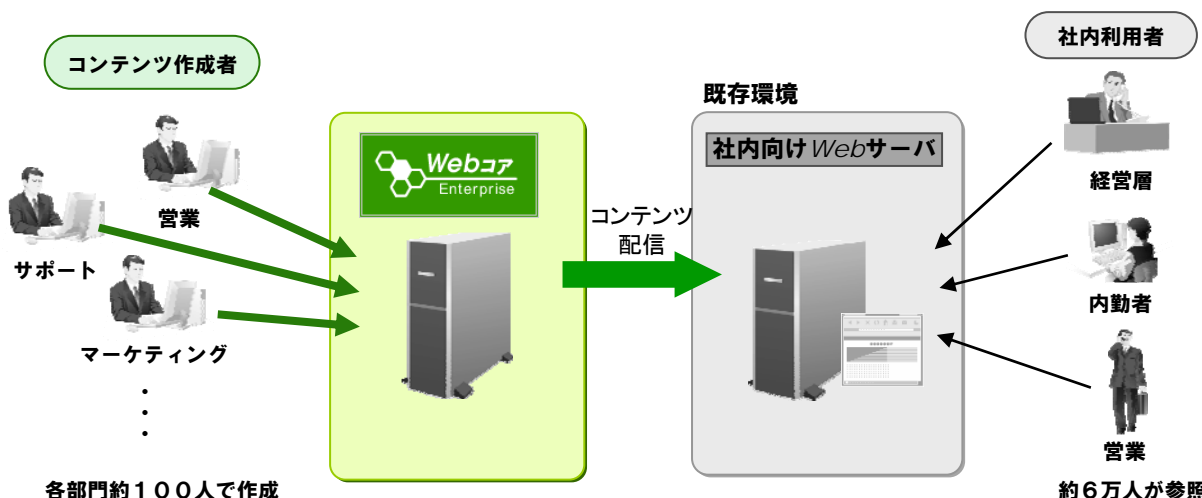 コンテンツ作成者
営業
サポート
マーケティング
・
・
・
各部門約１００人で作成
Webコア
Enterprise
コンテンツ
配信
既存環境
社内向けWebサーバ
社内利用者
経営層
内勤者
営業
約６万人が参照